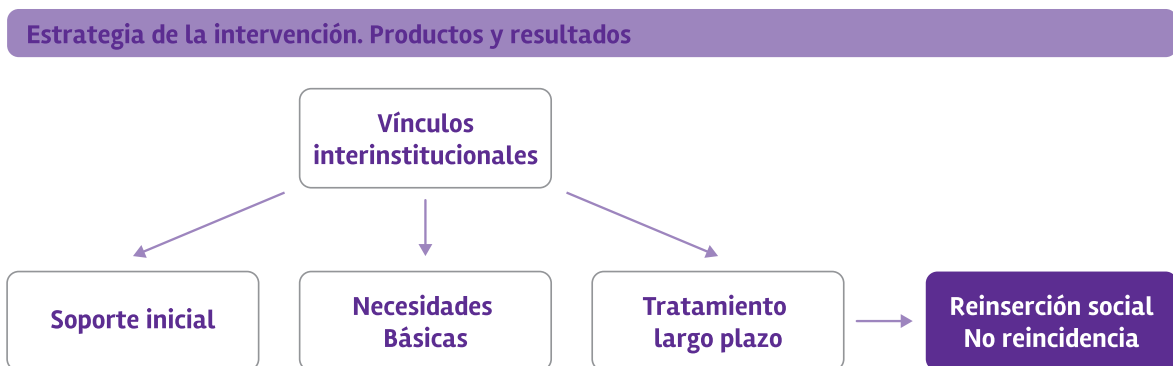 Estrategia de la intervención. Productos y resultados
Vínculos
interinstitucionales
Soporte inicial
Necesidades
Básicas
Tratamiento
largo plazo
Reinserción social
No reincidencia